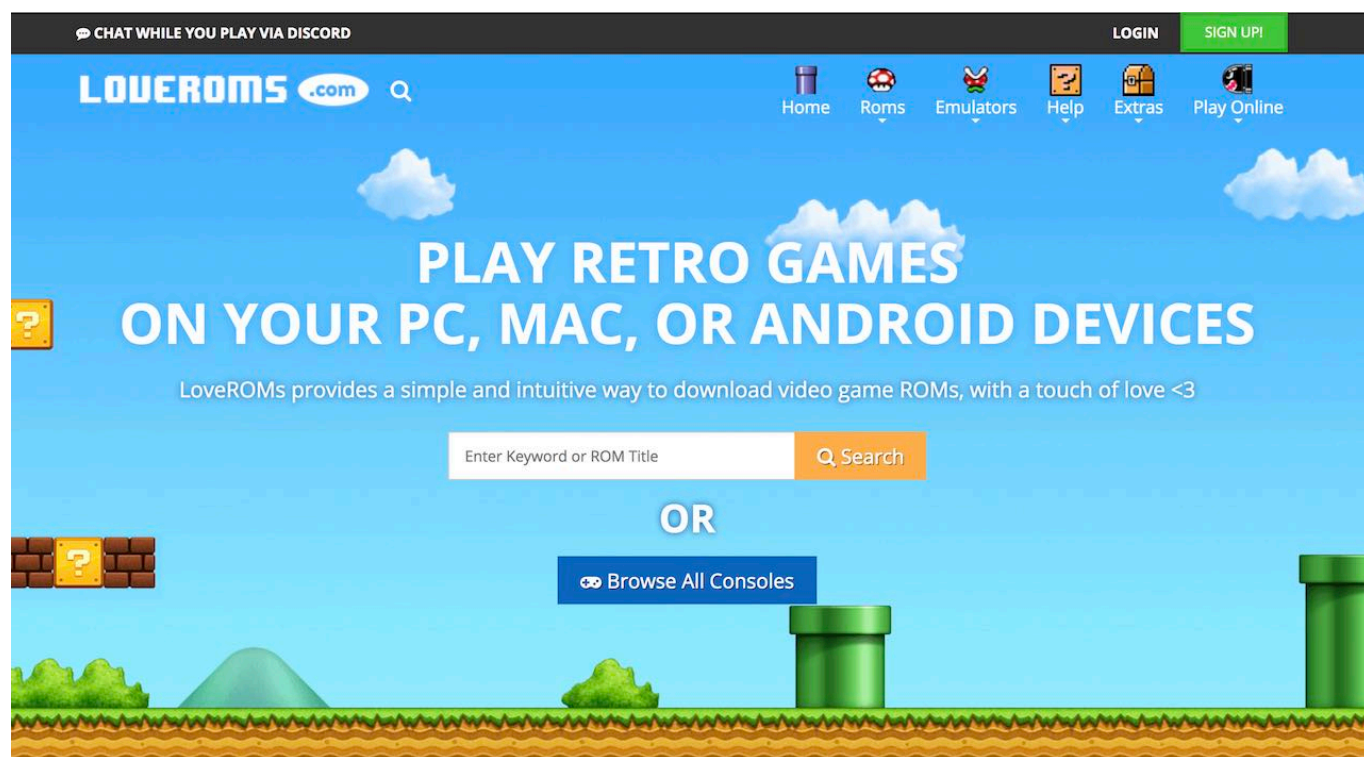 CHAT WHILE YOU PLAY VIA DISCORD
LOGIN
SIGN UP!
LOVEROMS .com
Home
Roms
Emulators
Help
Extras
Play Online
PLAY RETRO GAMES
ON YOUR PC, MAC, OR ANDROID DEVICES
LoveROMs provides a simple and intuitive way to download video game ROMs, with a touch of love <3
Enter Keyword or ROM Title
Search
OR
Browse All Consoles